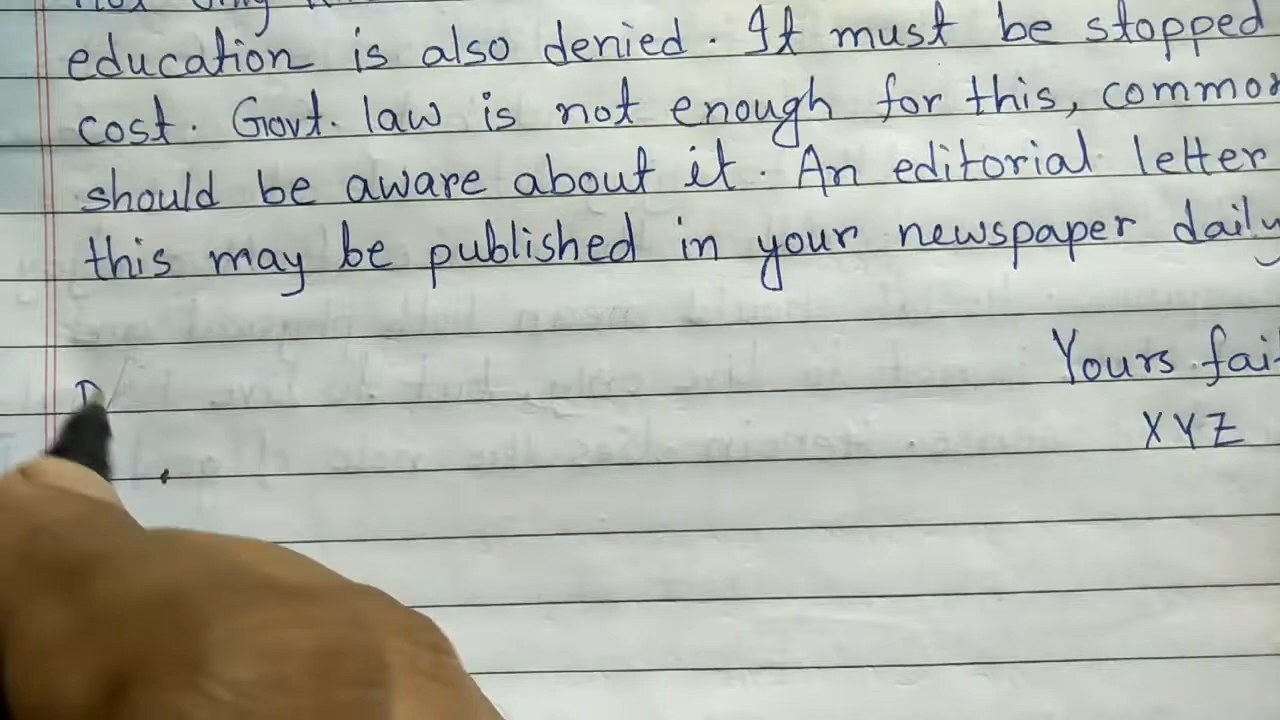 education is also denied. It must be stopped
cost. Govt. law is not enough for this, common
should be aware about it. An editorial letter
this may be published in your newspaper daily
Yours fai
XYZ
D